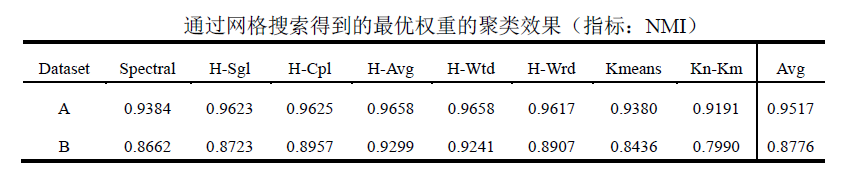 通过网格搜索得到的最优权重的聚类效果（指标：NMI）
Dataset Spectral H-Sgl H-Cpl H-Avg H-Wtd H-Wrd Kmeans Kn-Km Avg
A 0.9384 0.9623 0.9625 0.9658 0.9658 0.9617 0.9380 0.9191 0.9517
B 0.8662 0.8723 0.8957 0.9299 0.9241 0.8907 0.8436 0.7990 0.8776